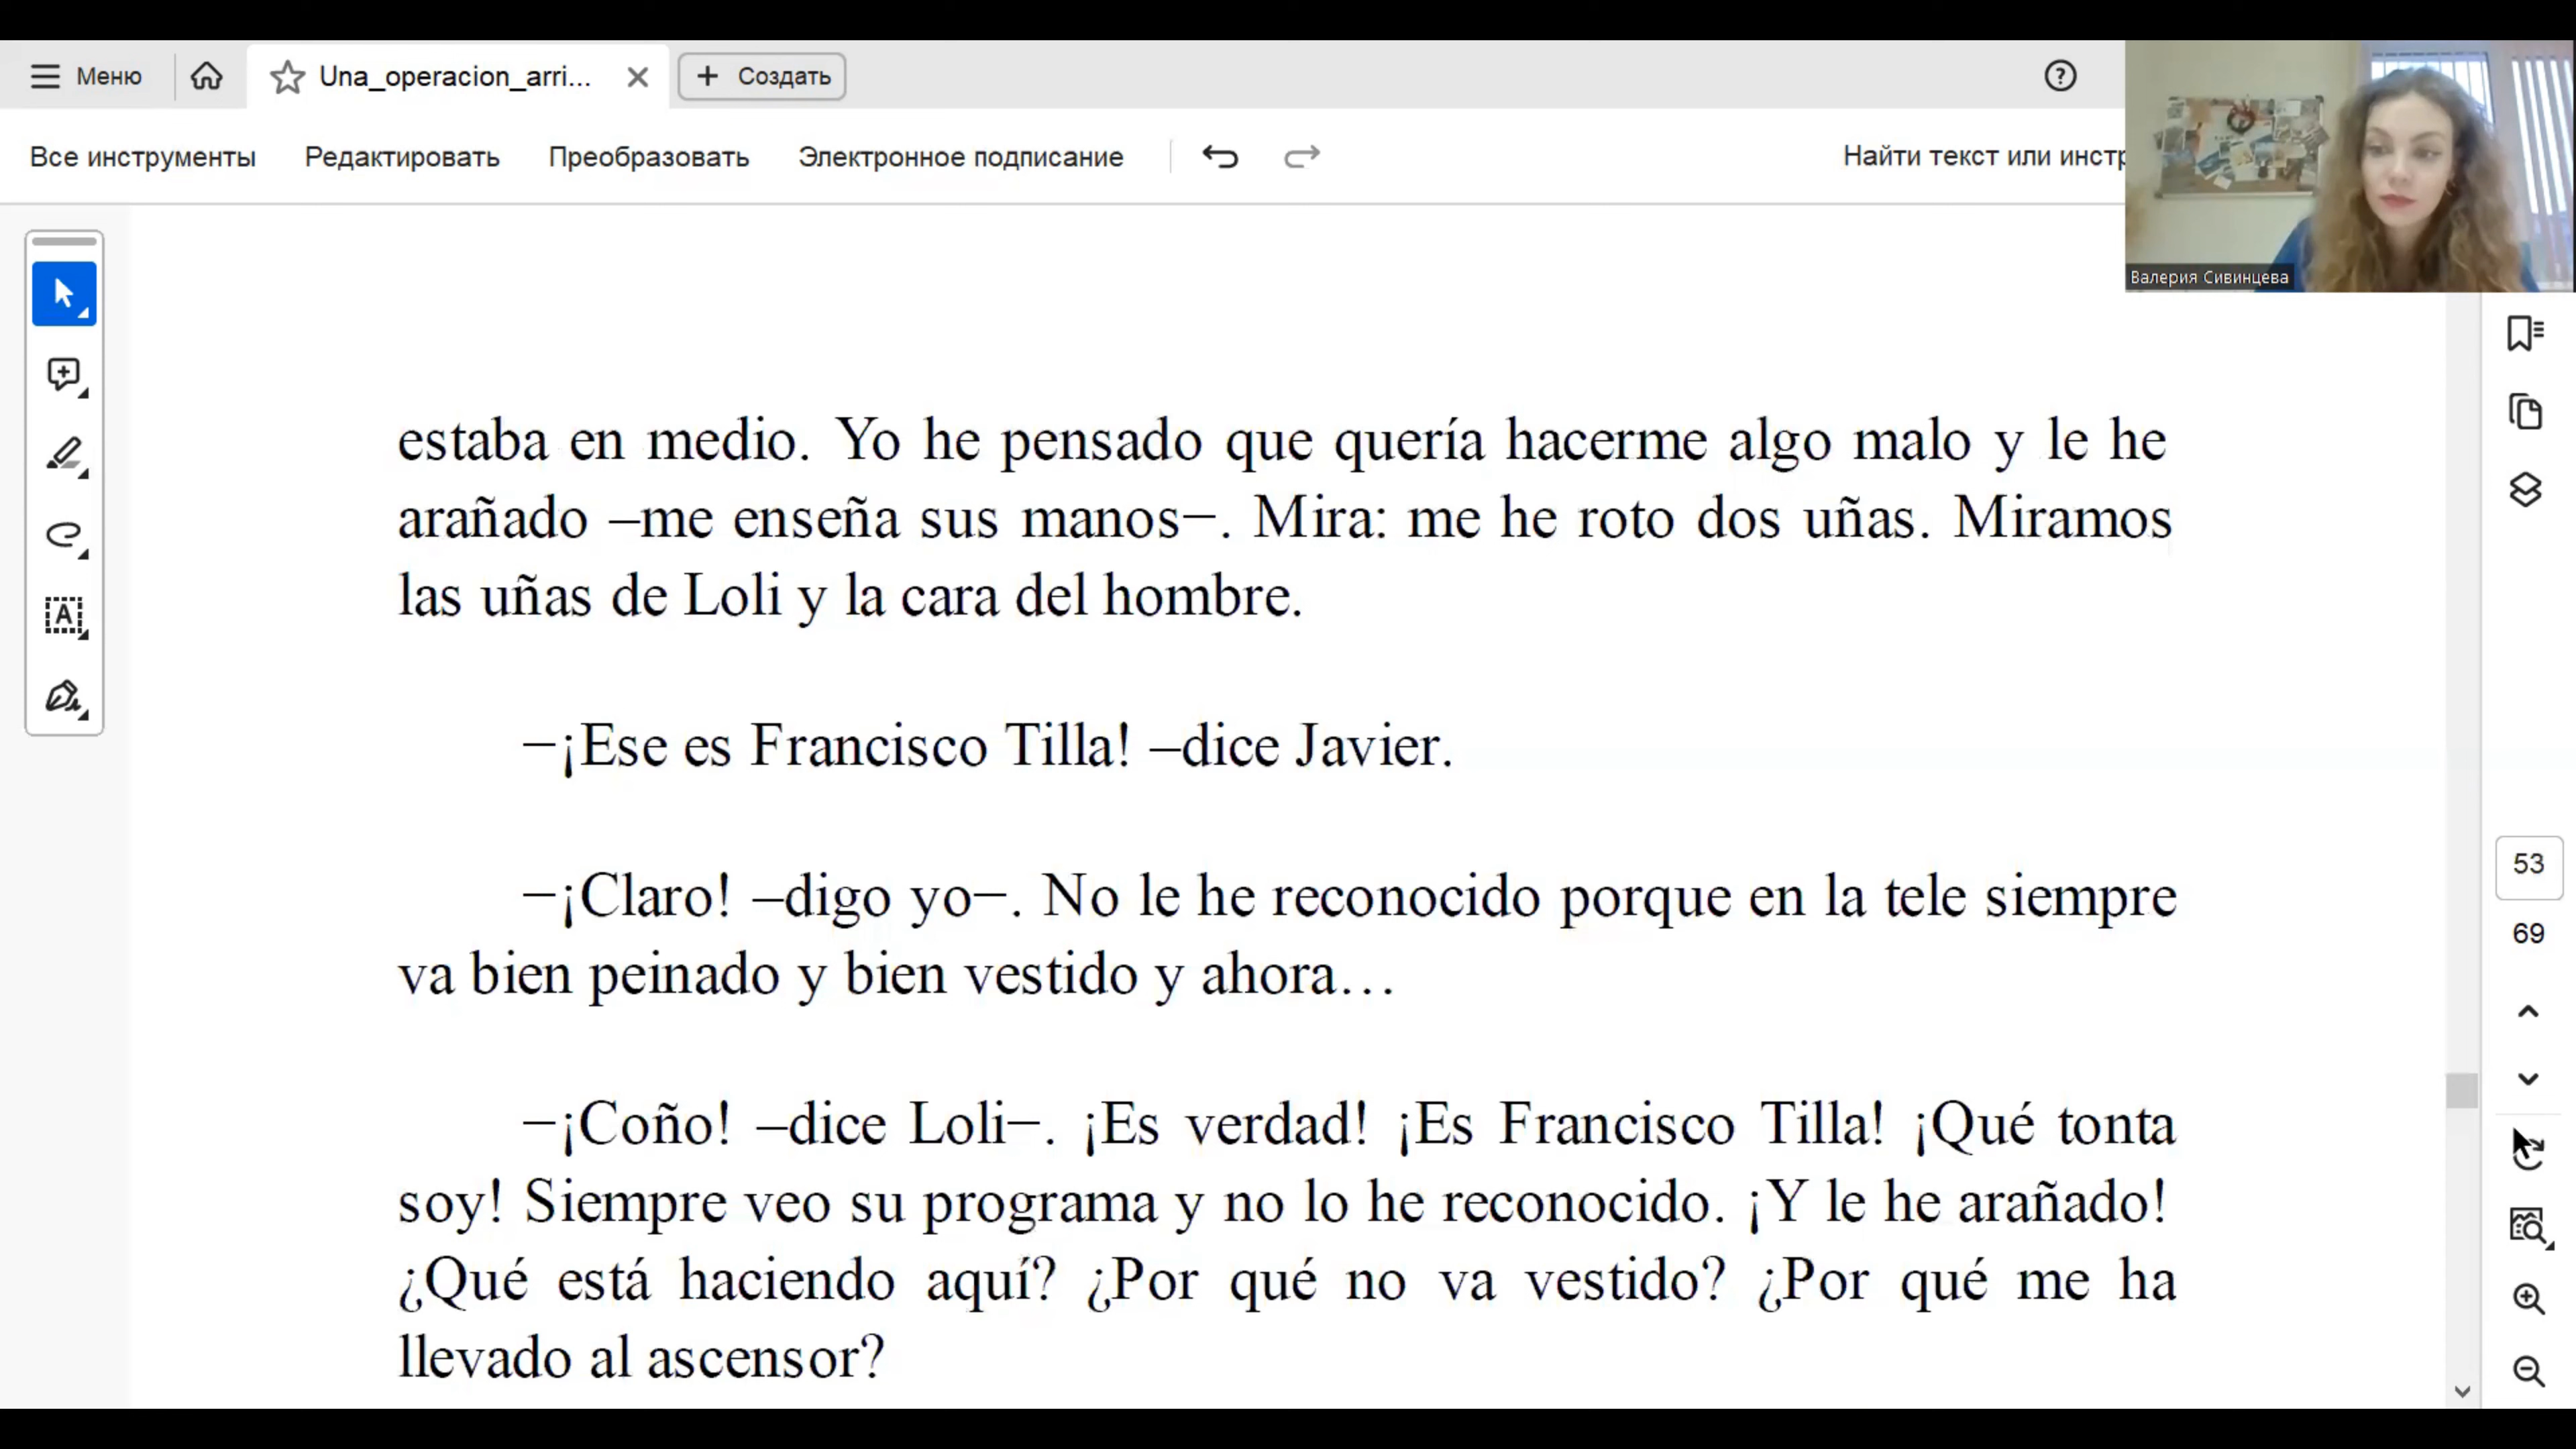 Меню
Una_operacion_arri...
Создать
Все инструменты
Редактировать
Преобразовать
Электронное подписание
Найти текст или инстр
Валерия Сивинцева
estaba en medio. Yo he pensado que quería hacerme algo malo y le he
arañado –me enseña sus manos−. Mira: me he roto dos uñas. Miramos
las uñas de Loli y la cara del hombre.
−¡Ese es Francisco Tilla! –dice Javier.
−¡Claro! –digo yo−. No le he reconocido porque en la tele siempre
va bien peinado y bien vestido y ahora…
−¡Coño! –dice Loli−. ¡Es verdad! ¡Es Francisco Tilla! ¡Qué tonta
soy! Siempre veo su programa y no lo he reconocido. ¡Y le he arañado!
¿Qué está haciendo aquí? ¿Por qué no va vestido? ¿Por qué me ha
llevado al ascensor?
53
69